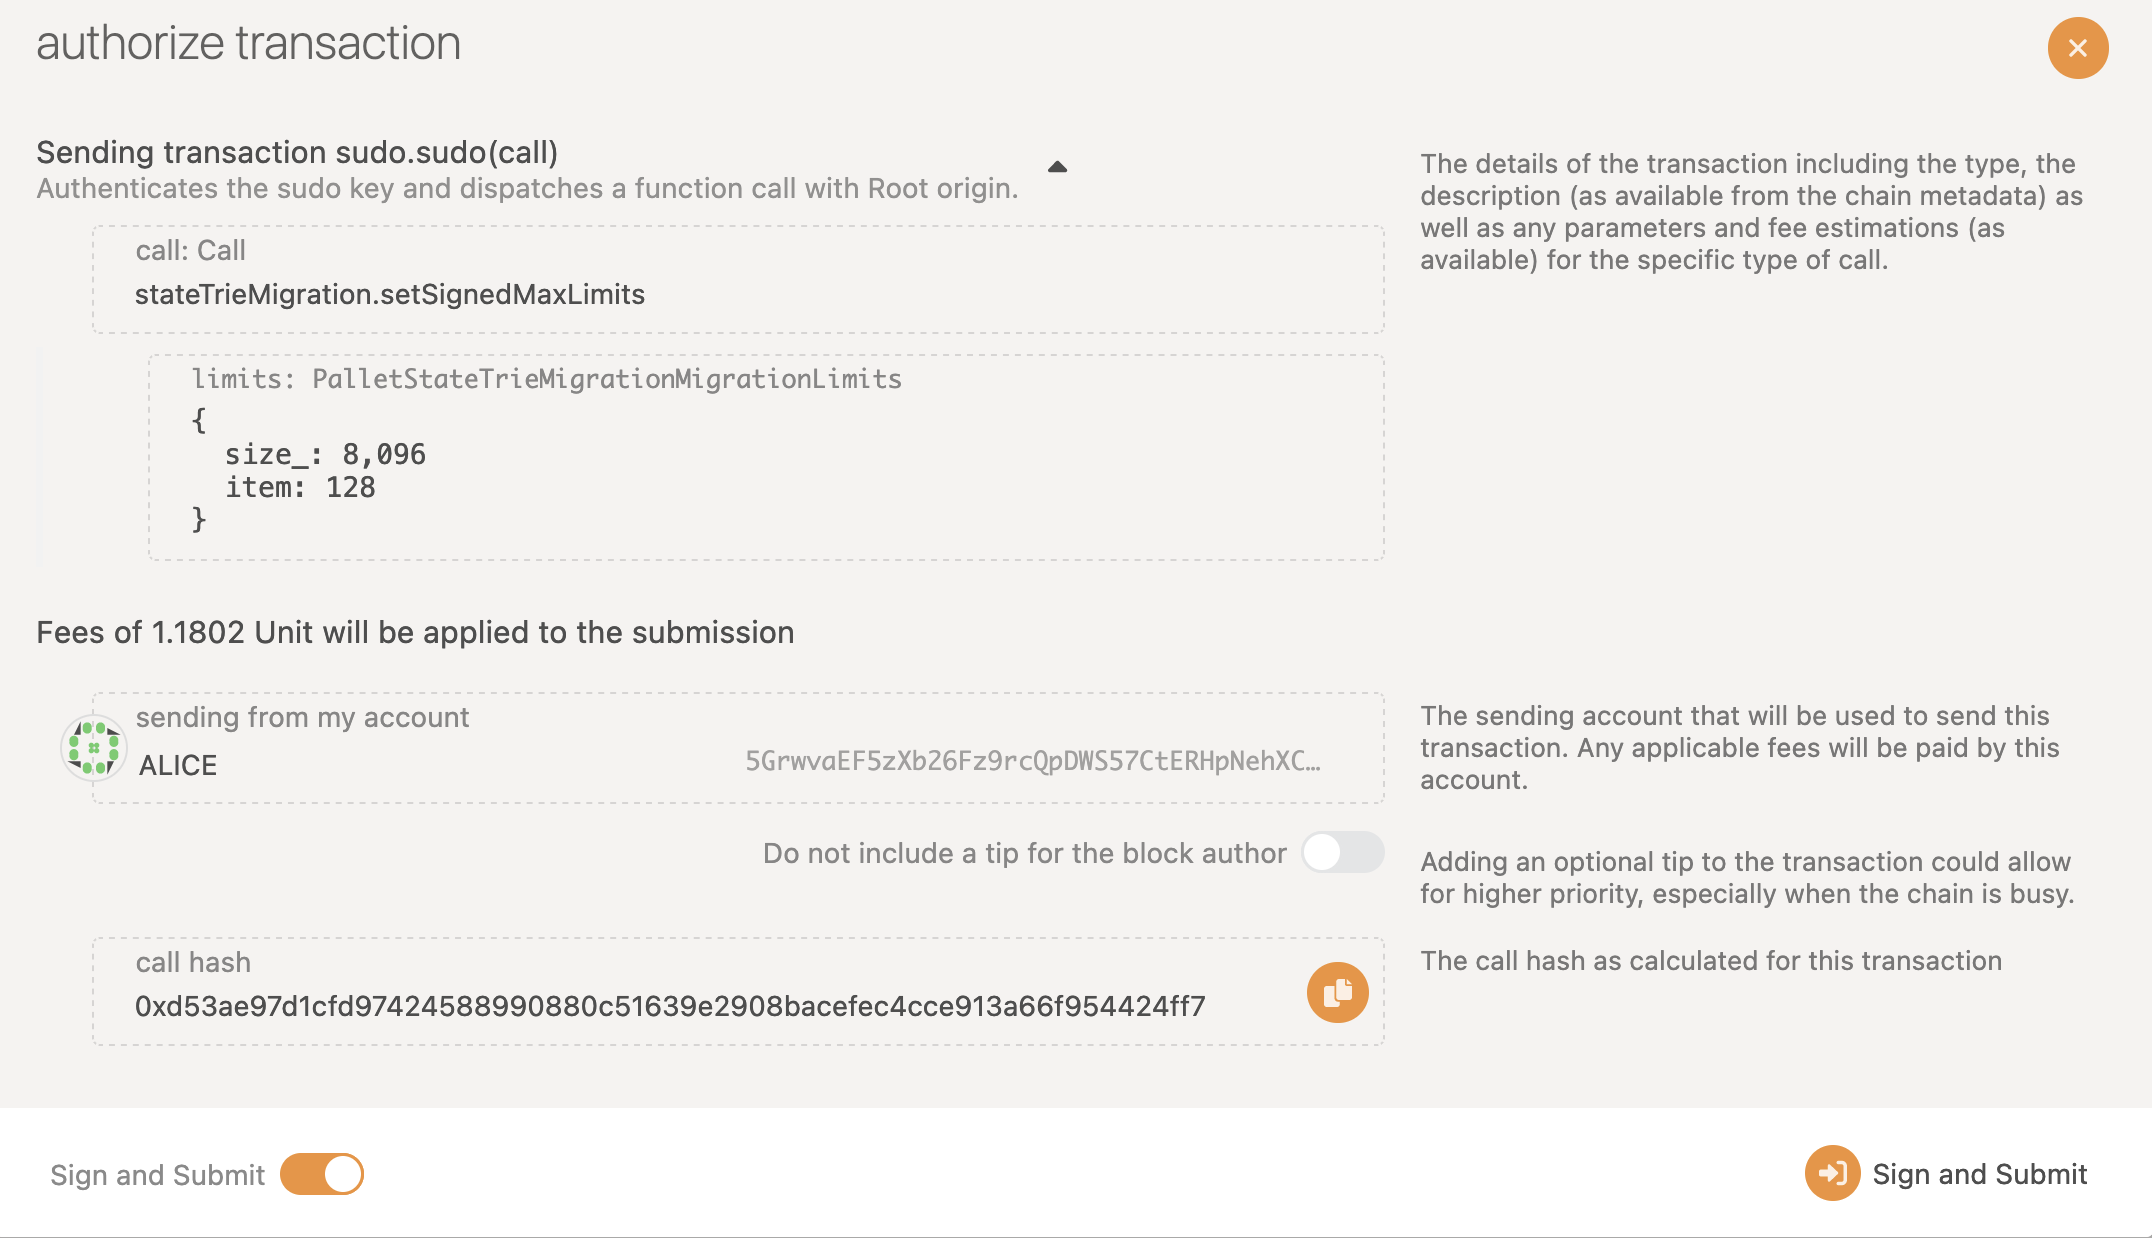 authorize transaction
Sending transaction sudo.sudo(call)
Authenticates the sudo key and dispatches a function call with Root origin.
The details of the transaction including the type, the
description (as available from the chain metadata) as
well as any parameters and fee estimations (as
available) for the specific type of call.
call: Call
stateTrieMigration.setSignedMaxLimits
limits: PalletStateTrieMigrationMigrationLimits
{
size_: 8,096
item: 128
}
Fees of 1.1802 Unit will be applied to the submission
sending from my account
ALICE
5GrwvaEF5zXb26Fz9rcQpDWS57CtERHpNehXC…
The sending account that will be used to send this
transaction. Any applicable fees will be paid by this
account.
Do not include a tip for the block author
Adding an optional tip to the transaction could allow
for higher priority, especially when the chain is busy.
call hash
0xd53ae97d1cfd97424588990880c51639e2908bacefec4cce913a66f954424ff7
The call hash as calculated for this transaction
Sign and Submit
Sign and Submit